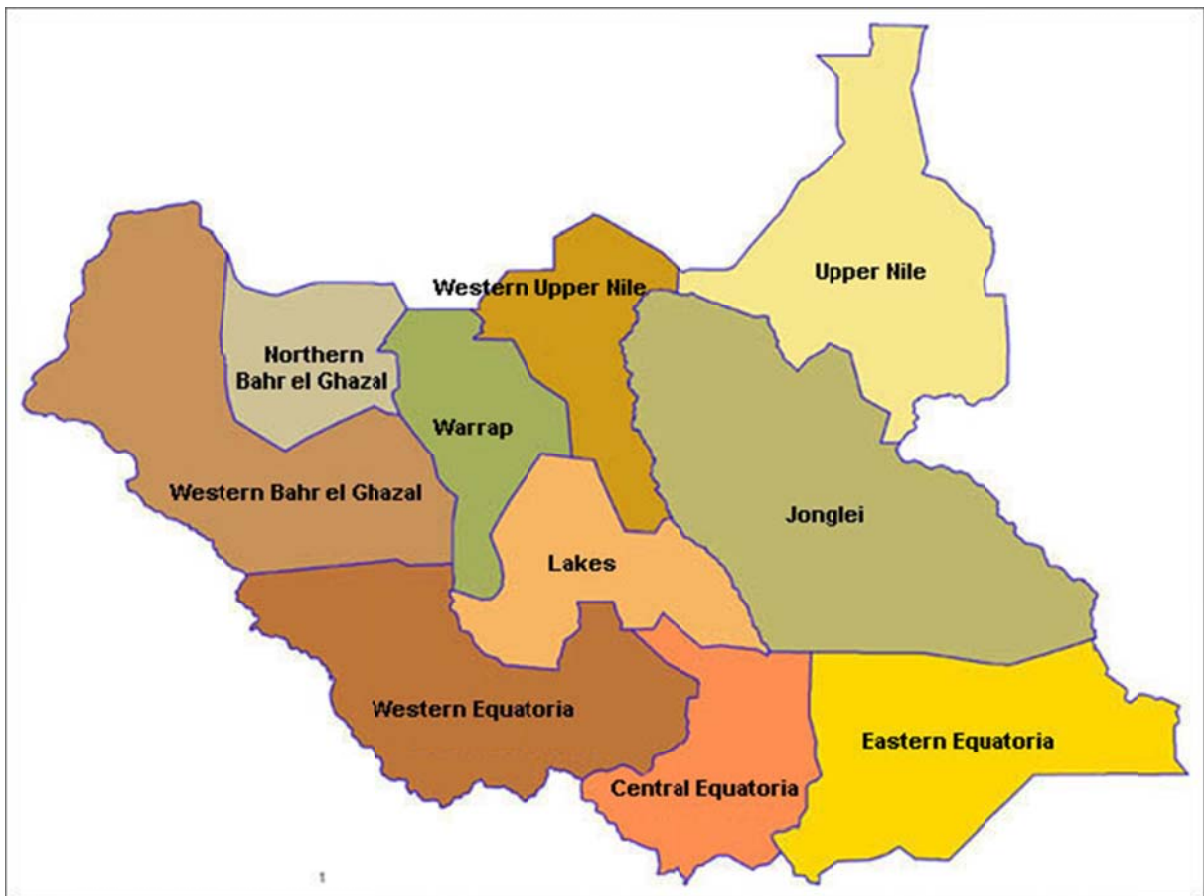 Upper Nile
Western Upper Nile
Northern
Bahr el Ghazal
Warrap
Western Bahr el Ghazal
Jonglei
Lakes
Western Equatoria
Eastern Equatoria
Central Equatoria
1